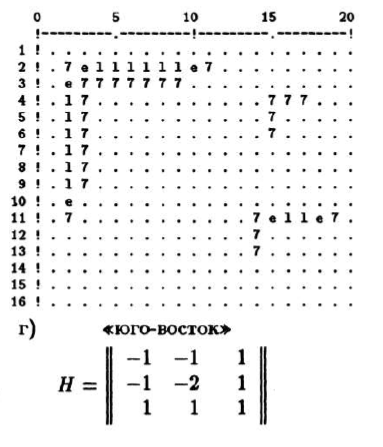 0 5 10 15 20
!---------.---------.---------.---------!
1 ! . . . . . . . . . . . . . . . . . . . .
2 ! . 7 e l l l l l l e 7 . . . . . . . . .
3 ! . e 7 7 7 7 7 7 7 . . . . . . . . . . .
4 ! . l 7 . . . . . . . . . . . 7 7 7 . . .
5 ! . l 7 . . . . . . . . . . . 7 . . . . .
6 ! . l 7 . . . . . . . . . . . 7 . . . . .
7 ! . l 7 . . . . . . . . . . . . . . . . .
8 ! . l 7 . . . . . . . . . . . . . . . . .
9 ! . l 7 . . . . . . . . . . . . . . . . .
10 ! . e . . . . . . . . . . . . . . . . . .
11 ! . 7 . . . . . . . . . . . 7 e l l e 7 .
12 ! . . . . . . . . . . . . . 7 . . . . . .
13 ! . . . . . . . . . . . . . 7 . . . . . .
14 ! . . . . . . . . . . . . . . . . . . . .
15 ! . . . . . . . . . . . . . . . . . . . .
16 ! . . . . . . . . . . . . . . . . . . . .
г) «ЮГО-ВОСТОК»
-1 -1 1
H = -1 -2 1
1 1 1